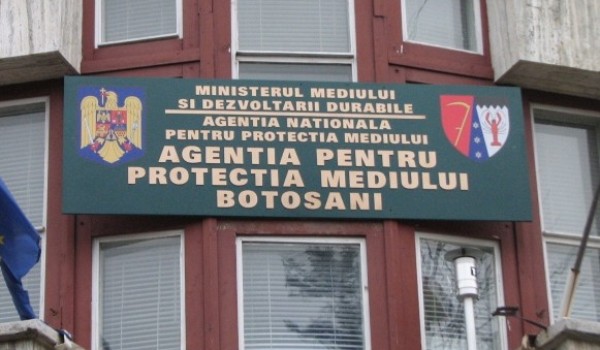 MINISTERUL MEDIULUI
SI DEZVOLTARII DURABILE
AGENTIA NATIONALA
PENTRU PROTECTIA MEDIULUI
AGENTIA PENTRU
PROTECTIA MEDIULUI
BOTOSANI